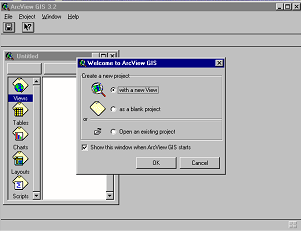 ArcView GIS 3.2
File Project Window Help
Untitled
Views
Tables
Charts
Layouts
Scripts
Welcome to ArcView GIS
Create a new project
with a new View
as a blank project
or
Open an existing project
Show this window when ArcView GIS starts
OK Cancel